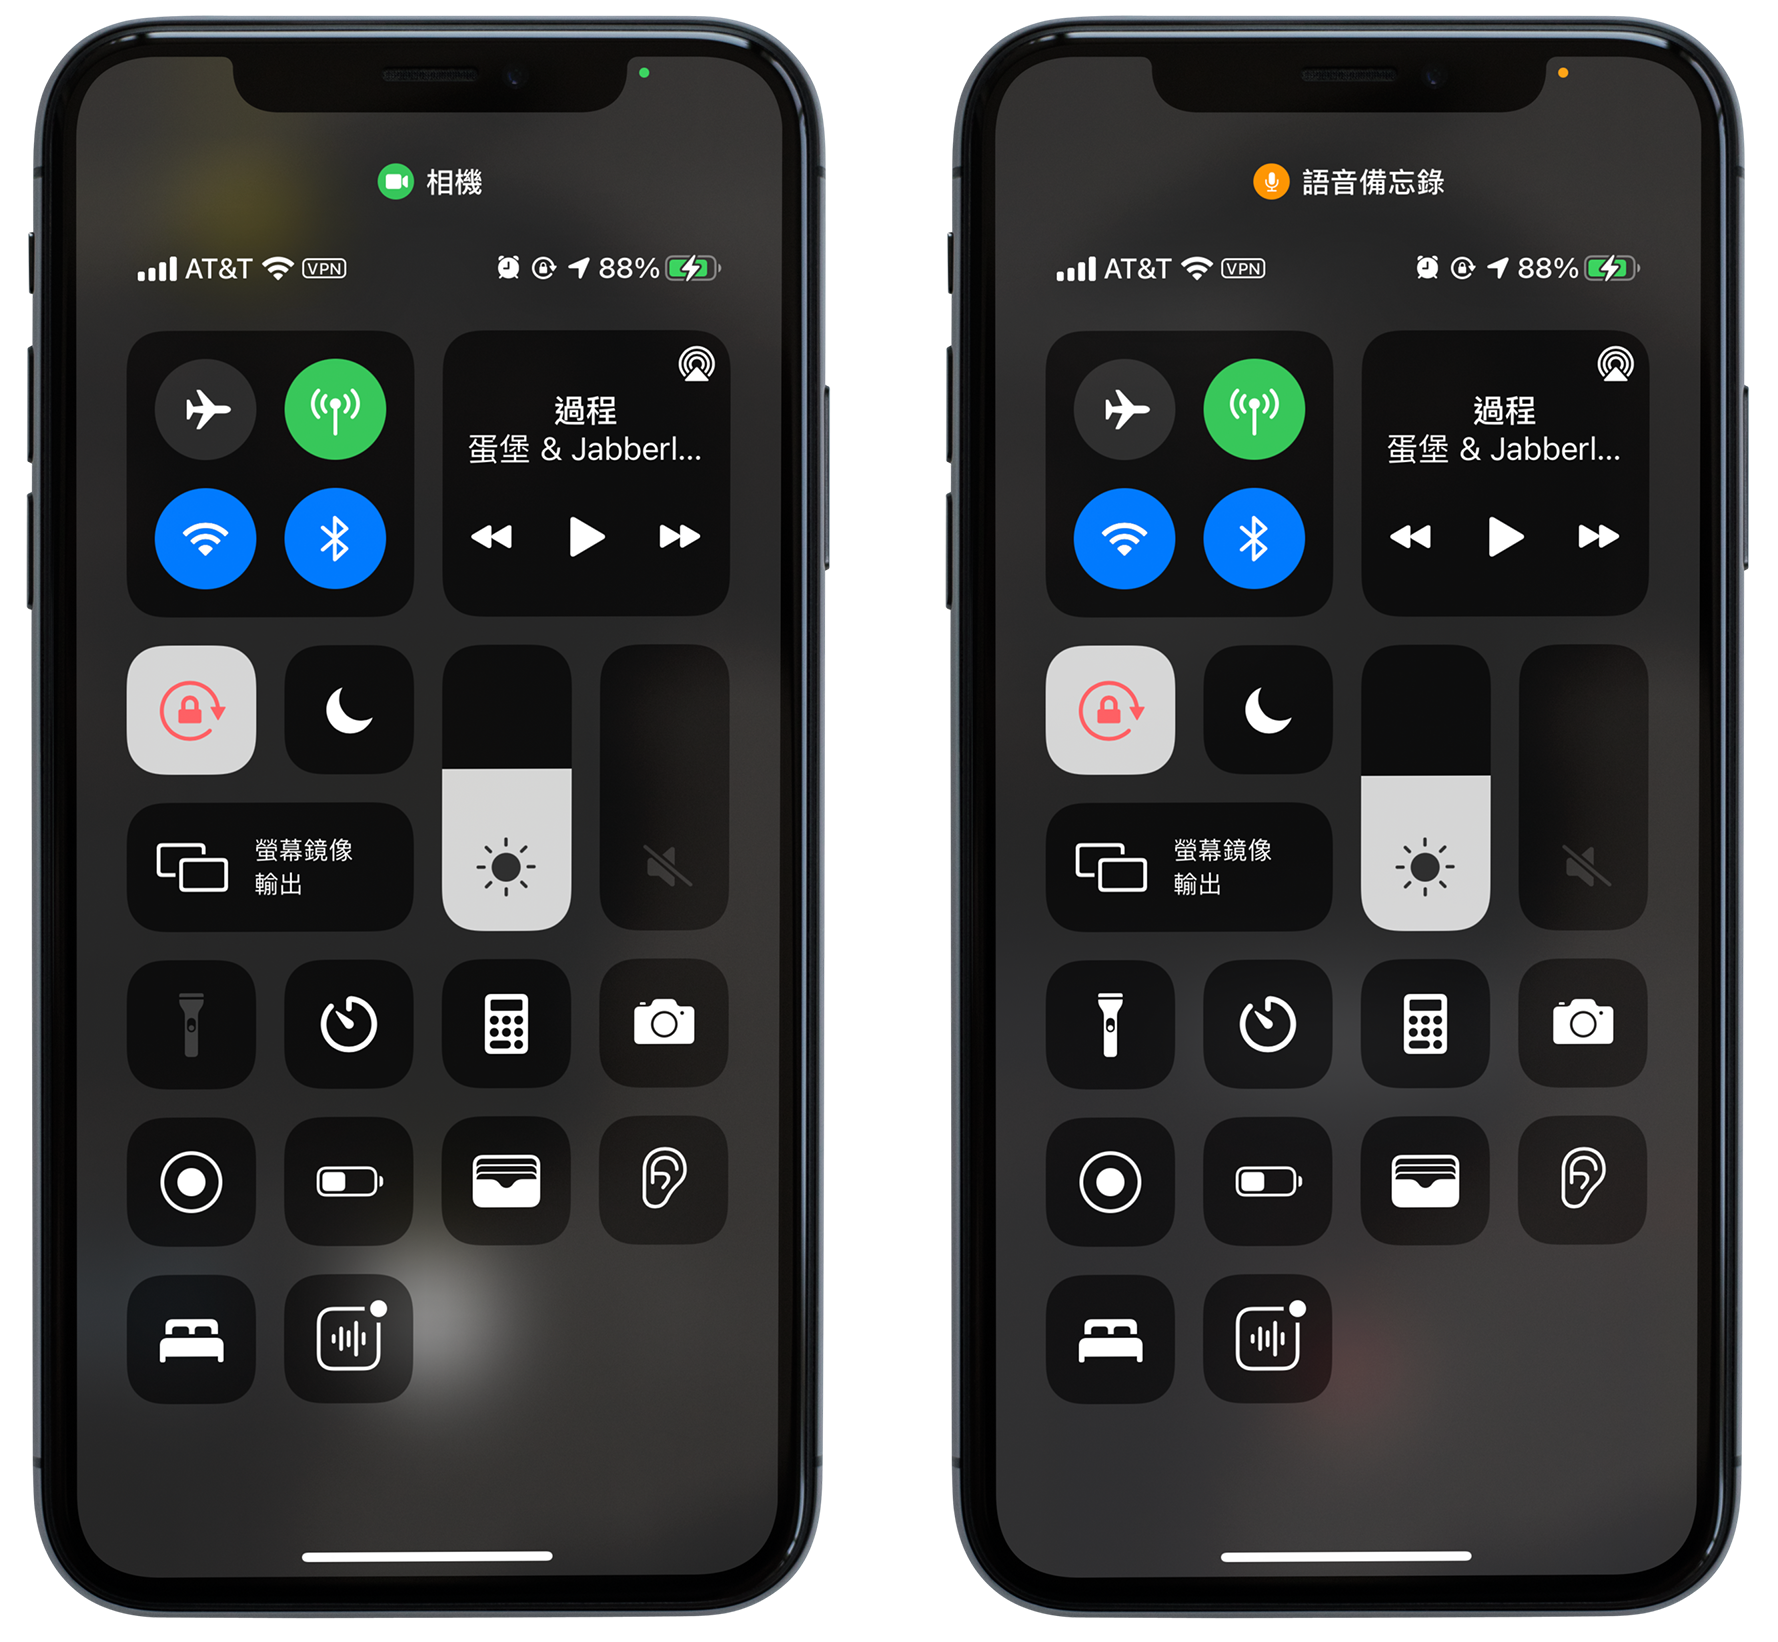 相機
AT&T VPN 88%
過程
蛋堡 & Jabberl...
螢幕鏡像
輸出
語音備忘錄
AT&T VPN 88%
過程
蛋堡 & Jabberl...
螢幕鏡像
輸出